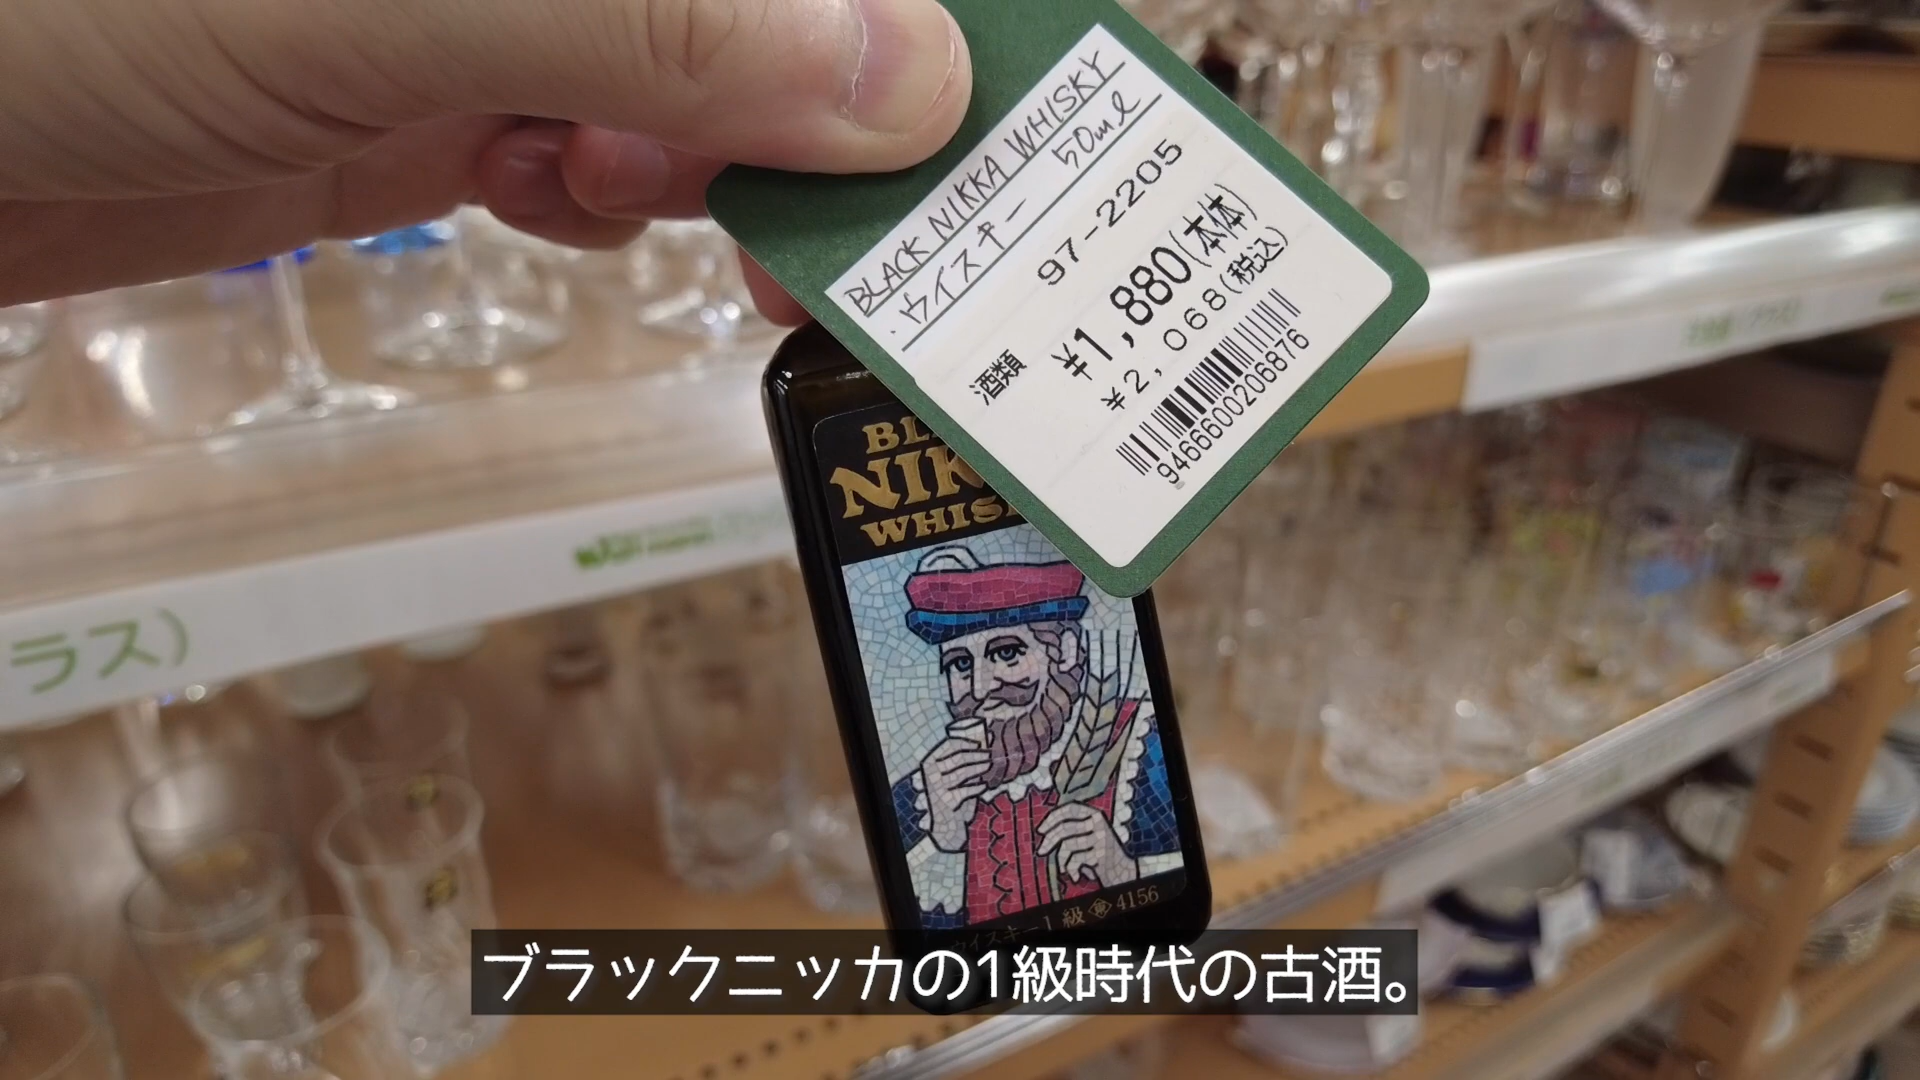 BLACK NIKKA WHISKY
・ウイスキー 50ml
97-2205
酒類 ¥1,880(本体)
¥2,068(税込)
9466600206876
BL
NIK
WHIS
ウイスキー1級 4156
ラス)
ブラックニッカの1級時代の古酒。